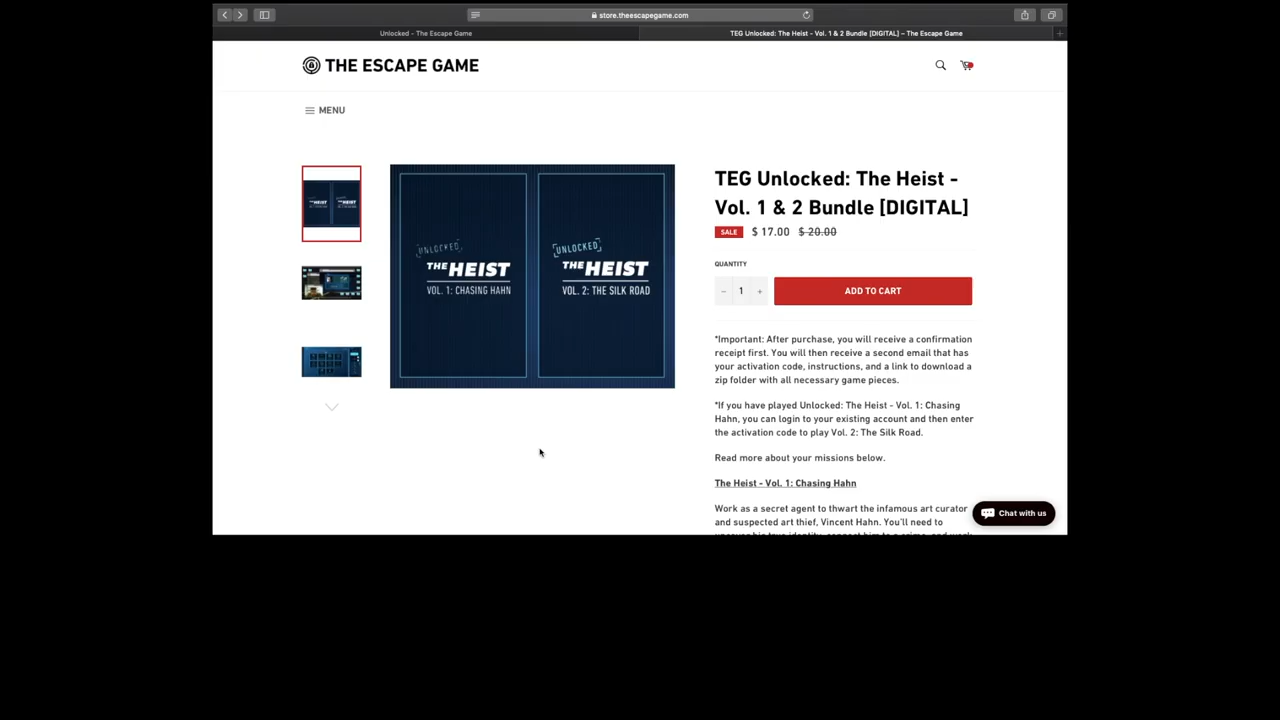 store.theescapegame.com
Unlocked - The Escape Game
TEG Unlocked: The Heist - Vol. 1 & 2 Bundle [DIGITAL] – The Escape Game
THE ESCAPE GAME
MENU
UNLOCKED
THE HEIST
VOL. 1: CHASING HAHN
UNLOCKED
THE HEIST
VOL. 2: THE SILK ROAD
TEG Unlocked: The Heist -
Vol. 1 & 2 Bundle [DIGITAL]
SALE $ 17.00 $ 20.00
QUANTITY
− 1 +
ADD TO CART
*Important: After purchase, you will receive a confirmation
receipt first. You will then receive a second email that has
your activation code, instructions, and a link to download a
zip folder with all necessary game pieces.
*If you have played Unlocked: The Heist - Vol. 1: Chasing
Hahn, you can login to your existing account and then enter
the activation code to play Vol. 2: The Silk Road.
Read more about your missions below.
The Heist - Vol. 1: Chasing Hahn
Work as a secret agent to thwart the infamous art curator
and suspected art thief, Vincent Hahn. You'll need to
Chat with us